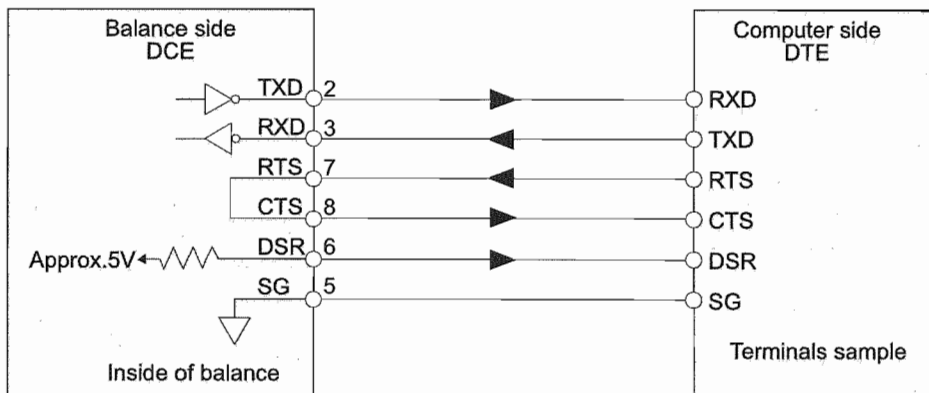 Balance side
DCE
TXD 2
RXD 3
RTS 7
CTS 8
DSR 6
Approx.5V
SG 5
Inside of balance
Computer side
DTE
RXD
TXD
RTS
CTS
DSR
SG
Terminals sample